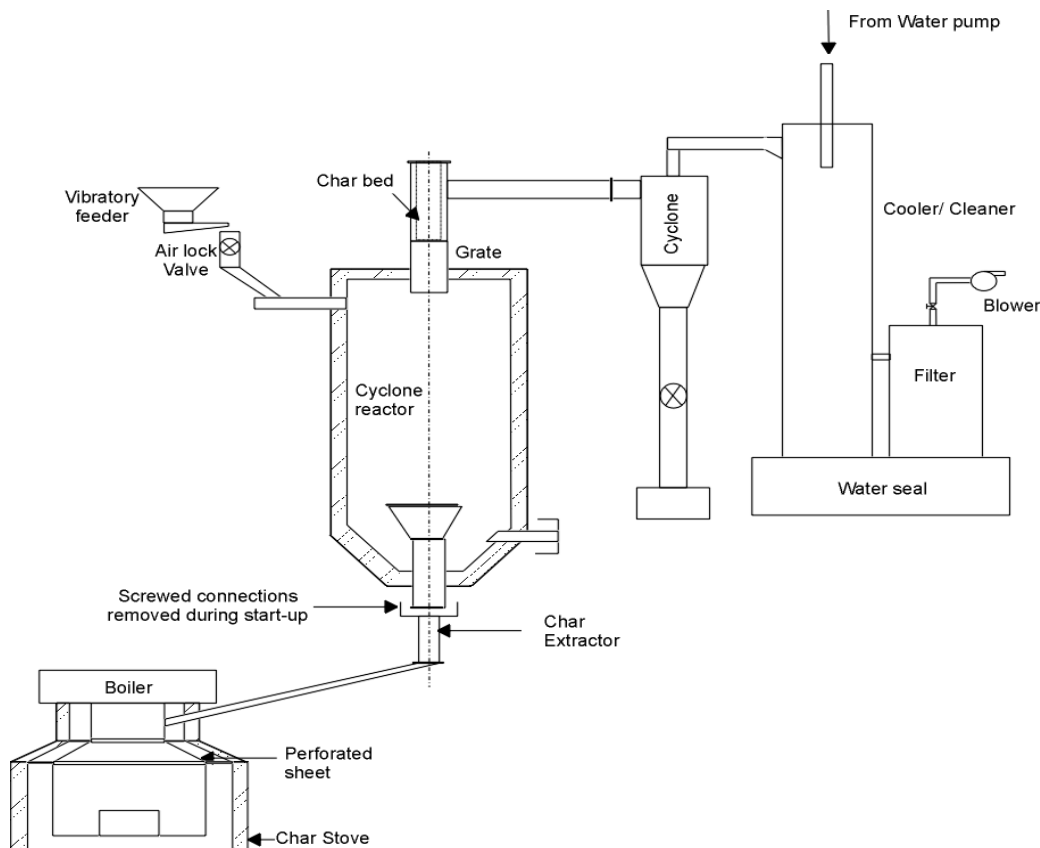 From Water pump
Char bed
Vibratory
feeder
Cyclone
Cooler/ Cleaner
Air lock
Valve
Grate
Blower
Filter
Cyclone
reactor
Water seal
Screwed connections
removed during start-up
Char
Extractor
Boiler
Perforated
sheet
Char Stove